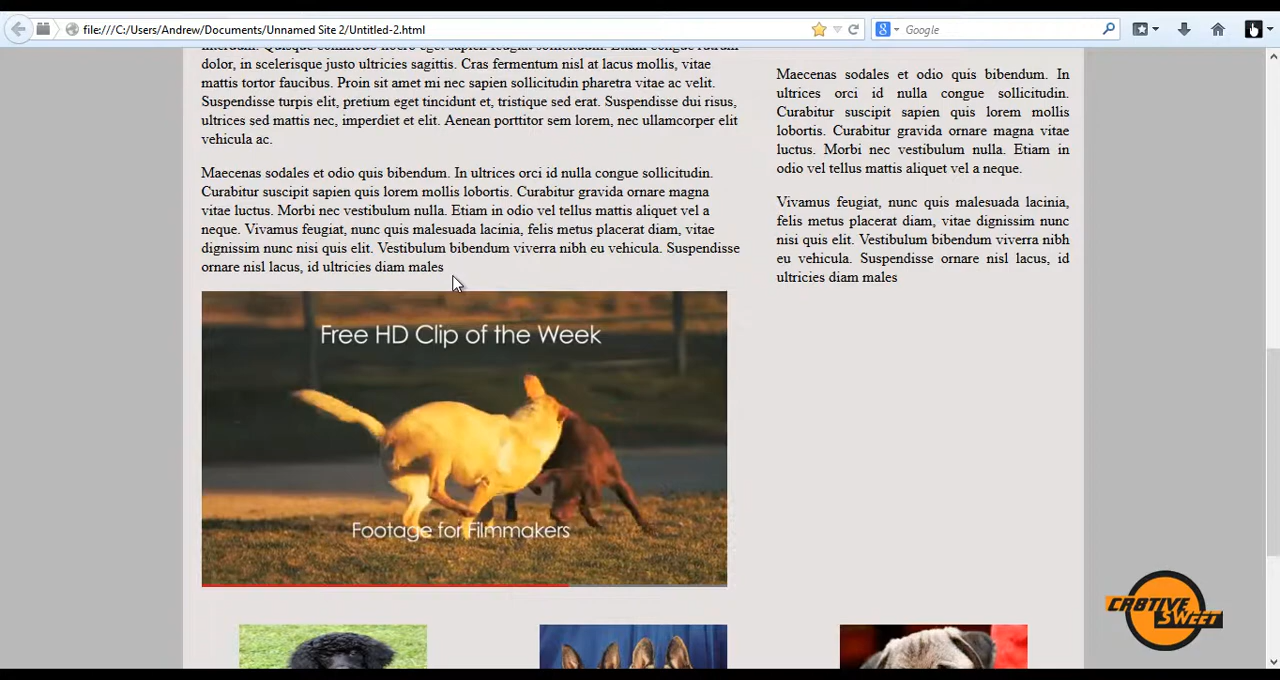 file:///C:/Users/Andrew/Documents/Unnamed Site 2/Untitled-2.html
Google
dolor, in scelerisque justo ultricies sagittis. Cras fermentum nisl at lacus mollis, vitae
mattis tortor faucibus. Proin sit amet mi nec sapien sollicitudin pharetra vitae ac velit.
Suspendisse turpis elit, pretium eget tincidunt et, tristique sed erat. Suspendisse dui risus,
ultrices sed mattis nec, imperdiet et elit. Aenean porttitor sem lorem, nec ullamcorper elit
vehicula ac.
Maecenas sodales et odio quis bibendum. In ultrices orci id nulla congue sollicitudin.
Curabitur suscipit sapien quis lorem mollis lobortis. Curabitur gravida ornare magna
vitae luctus. Morbi nec vestibulum nulla. Etiam in odio vel tellus mattis aliquet vel a
neque. Vivamus feugiat, nunc quis malesuada lacinia, felis metus placerat diam, vitae
dignissim nunc nisi quis elit. Vestibulum bibendum viverra nibh eu vehicula. Suspendisse
ornare nisl lacus, id ultricies diam males
Free HD Clip of the Week
Footage for Filmmakers
Maecenas sodales et odio quis bibendum. In
ultrices orci id nulla congue sollicitudin.
Curabitur suscipit sapien quis lorem mollis
lobortis. Curabitur gravida ornare magna vitae
luctus. Morbi nec vestibulum nulla. Etiam in
odio vel tellus mattis aliquet vel a neque.
Vivamus feugiat, nunc quis malesuada lacinia,
felis metus placerat diam, vitae dignissim nunc
nisi quis elit. Vestibulum bibendum viverra nibh
eu vehicula. Suspendisse ornare nisl lacus, id
ultricies diam males
CR8TIVE
SWEET